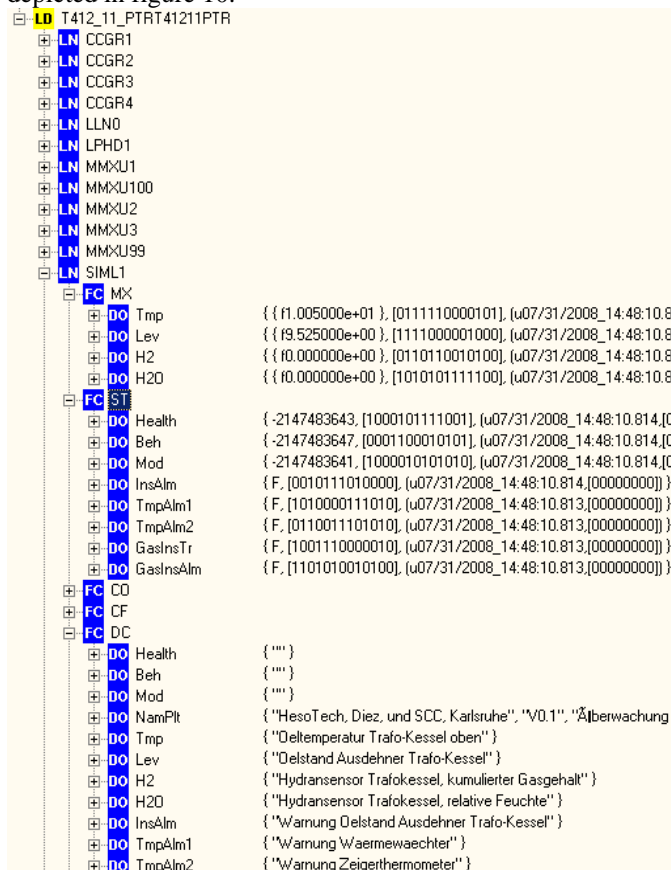 depicted in figure 10.
LD T412_11_PTRT41211PTR
LN CCGR1
LN CCGR2
LN CCGR3
LN CCGR4
LN LLN0
LN LPHD1
LN MMXU1
LN MMXU100
LN MMXU2
LN MMXU3
LN MMXU99
LN SIML1
FC MX
DO Tmp { { f1.005000e+01 }, [0111110000101], (u07/31/2008_14:48:10.8
DO Lev { { f9.525000e+00 }, [1111000001000], (u07/31/2008_14:48:10.8
DO H2 { { f0.000000e+00 }, [0110110010100], (u07/31/2008_14:48:10.8
DO H2O { { f0.000000e+00 }, [1010101111100], (u07/31/2008_14:48:10.8
FC ST
DO Health { -2147483643, [1000101111001], (u07/31/2008_14:48:10.814,[0
DO Beh { -2147483647, [0001100010101], (u07/31/2008_14:48:10.814,[0
DO Mod { -2147483641, [1000010101010], (u07/31/2008_14:48:10.814,[0
DO InsAlm { F, [0010111010000], (u07/31/2008_14:48:10.814,[00000000]) }
DO TmpAlm1 { F, [1010000111010], (u07/31/2008_14:48:10.813,[00000000]) }
DO TmpAlm2 { F, [0110011101010], (u07/31/2008_14:48:10.813,[00000000]) }
DO GasInsTr { F, [1001110000010], (u07/31/2008_14:48:10.813,[00000000]) }
DO GasInsAlm { F, [1101010010100], (u07/31/2008_14:48:10.813,[00000000]) }
FC CO
FC CF
FC DC
DO Health { "" }
DO Beh { "" }
DO Mod { "" }
DO NamPlt { "HesoTech, Diez, und SCC, Karlsruhe", "V0.1", "Ãlberwachung
DO Tmp { "Oeltemperatur Trafo-Kessel oben" }
DO Lev { "Oelstand Ausdehner Trafo-Kessel" }
DO H2 { "Hydransensor Trafokessel, kumulierter Gasgehalt" }
DO H2O { "Hydransensor Trafokessel, relative Feuchte" }
DO InsAlm { "Warnung Oelstand Ausdehner Trafo-Kessel" }
DO TmpAlm1 { "Warnung Waermewaechter" }
DO TmpAlm2 { "Warnung Zeigerthermometer" }